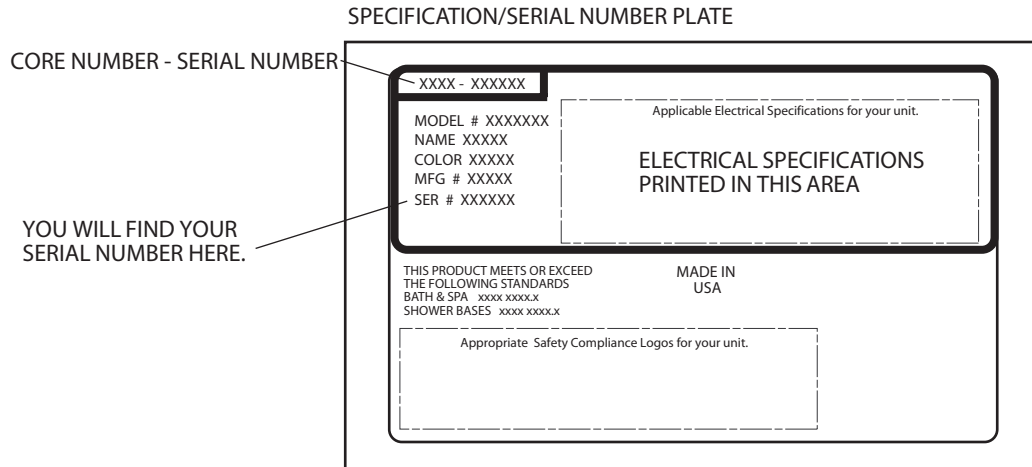 SPECIFICATION/SERIAL NUMBER PLATE
CORE NUMBER - SERIAL NUMBER
XXXX - XXXXXX
MODEL # XXXXXXX
NAME XXXXX
COLOR XXXXX
MFG # XXXXX
SER # XXXXXX
Applicable Electrical Specifications for your unit.
ELECTRICAL SPECIFICATIONS
PRINTED IN THIS AREA
YOU WILL FIND YOUR
SERIAL NUMBER HERE.
THIS PRODUCT MEETS OR EXCEED
THE FOLLOWING STANDARDS
BATH & SPA xxxx xxxx.x
SHOWER BASES xxxx xxxx.x
MADE IN
USA
Appropriate Safety Compliance Logos for your unit.